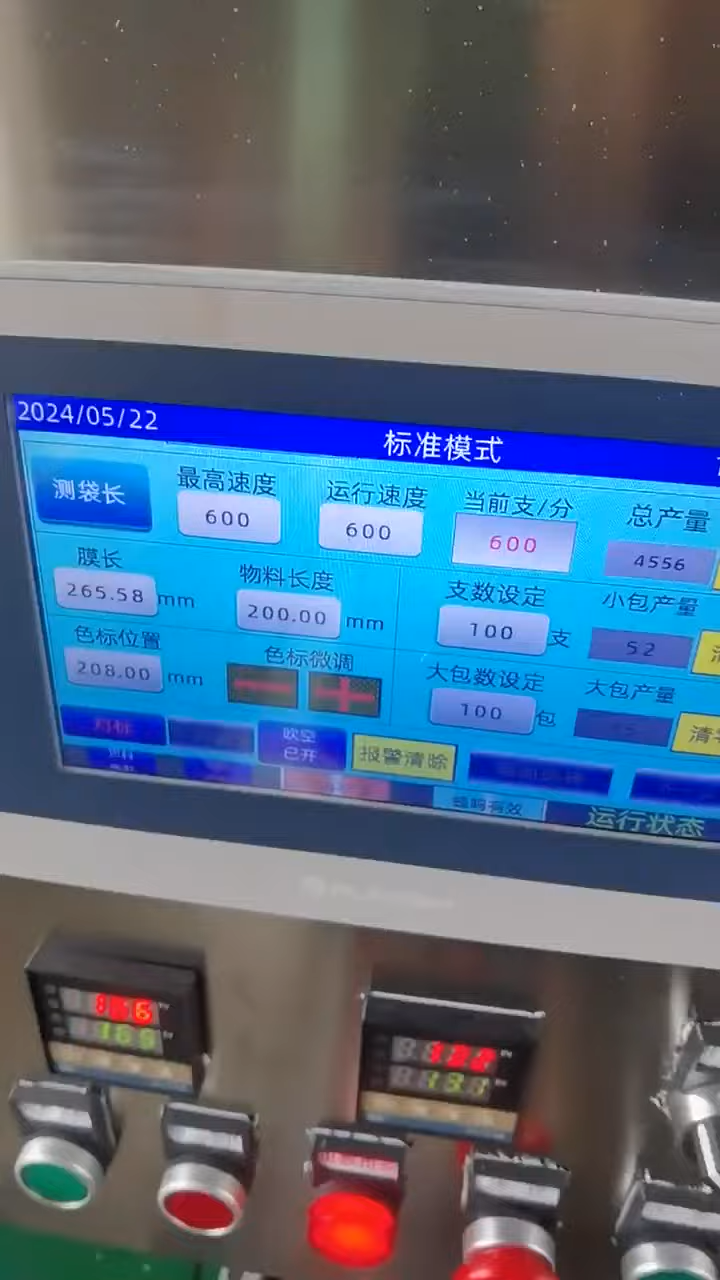 2024/05/22
标准模式
测袋长
最高速度
运行速度
当前支/分
总产量
600
600
600
4556
膜长
物料长度
支数设定
小包产量
265.58 mm
200.00 mm
100 支
52
色标位置
色标微调
大包数设定
大包产量
208.00 mm
100 包
清
吹空
已开
报警清除
蜂鸣有效
运行状态